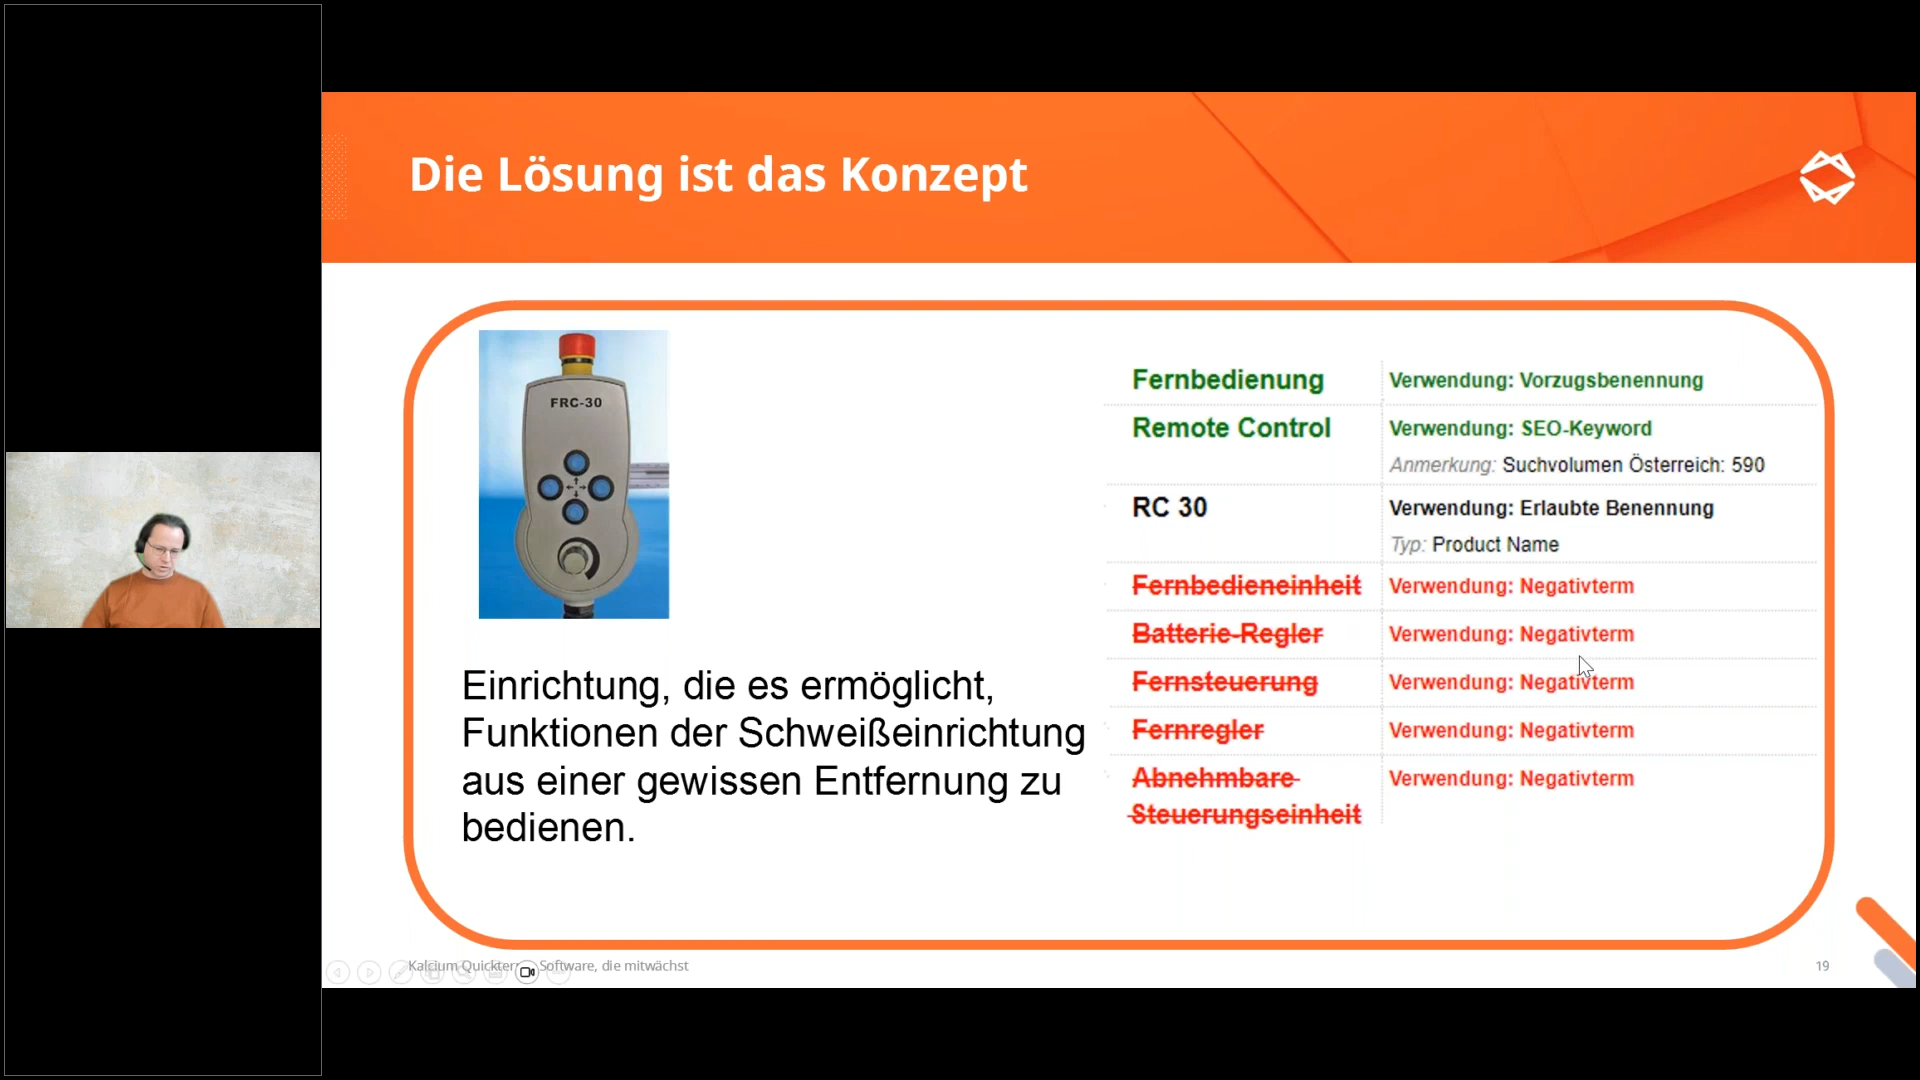 Die Lösung ist das Konzept
FRC-30
Einrichtung, die es ermöglicht,
Funktionen der Schweißeinrichtung
aus einer gewissen Entfernung zu
bedienen.
Fernbedienung Verwendung: Vorzugsbenennung
Remote Control Verwendung: SEO-Keyword
Anmerkung: Suchvolumen Österreich: 590
RC 30 Verwendung: Erlaubte Benennung
Typ: Product Name
Fernbedieneinheit Verwendung: Negativterm
Batterie-Regler Verwendung: Negativterm
Fernsteuerung Verwendung: Negativterm
Fernregler Verwendung: Negativterm
Abnehmbare Verwendung: Negativterm
Steuerungseinheit
Kalcium Software, die mitwächst
19